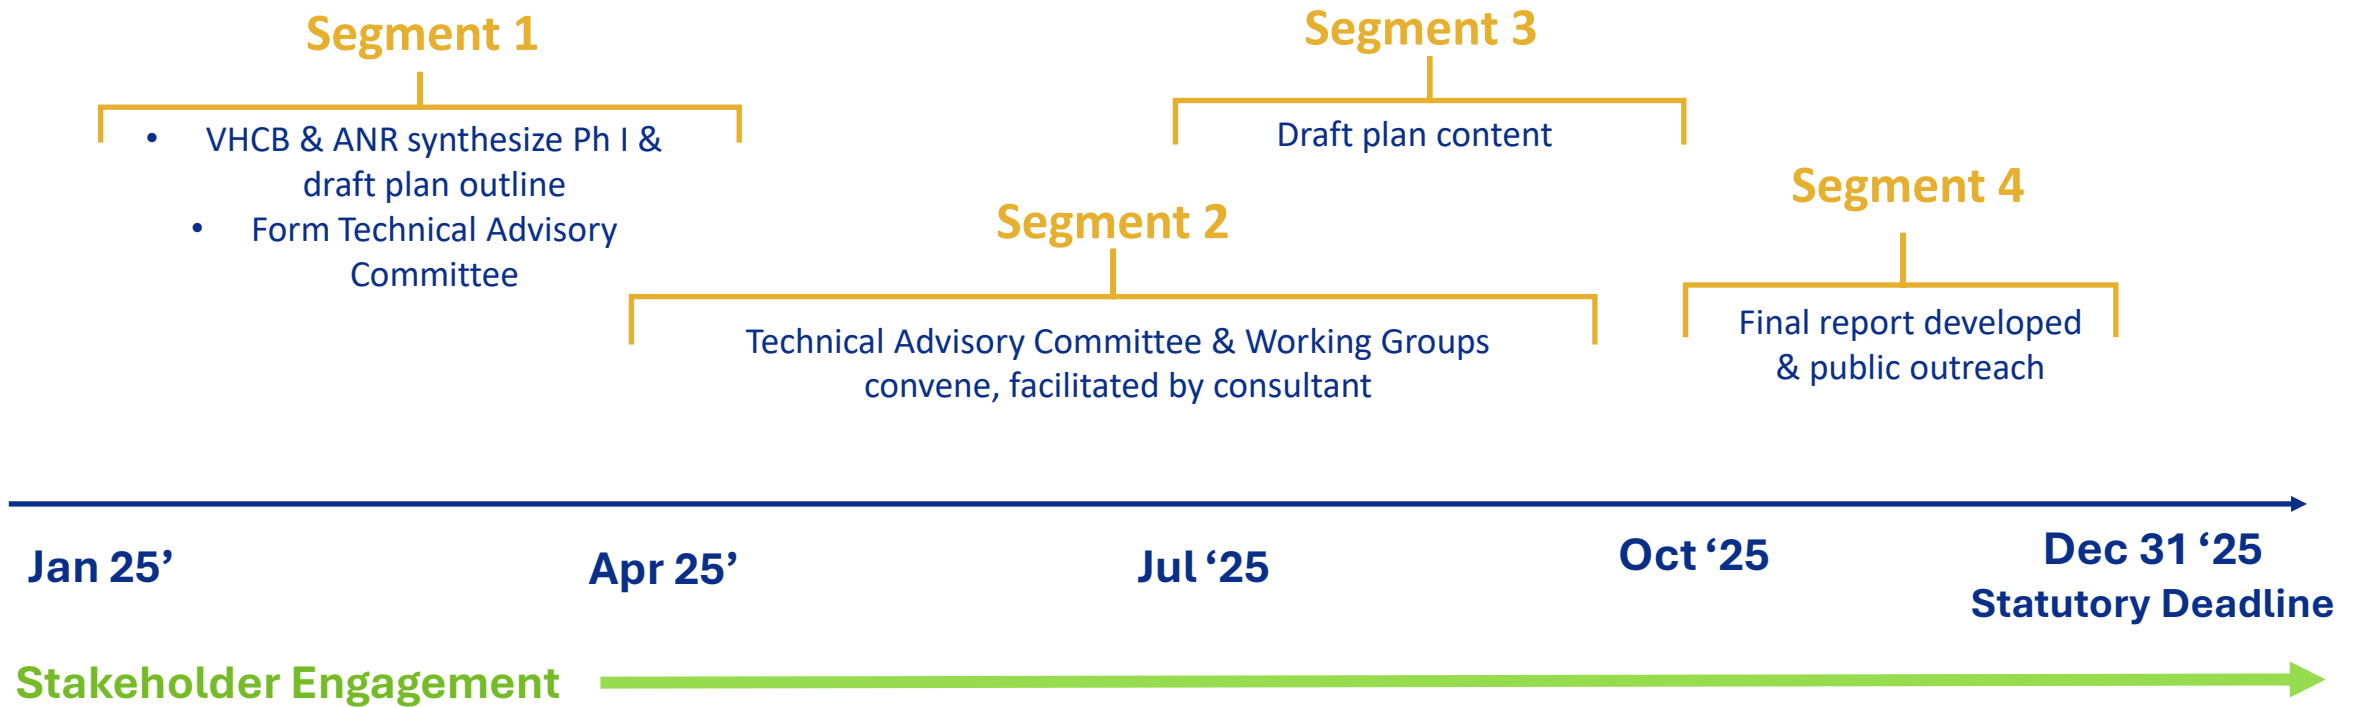 Segment 1
• VHCB & ANR synthesize Ph I &
draft plan outline
• Form Technical Advisory
Committee
Segment 2
Technical Advisory Committee & Working Groups
convene, facilitated by consultant
Segment 3
Draft plan content
Segment 4
Final report developed
& public outreach
Jan 25’
Apr 25’
Jul ‘25
Oct ‘25
Dec 31 ‘25
Statutory Deadline
Stakeholder Engagement